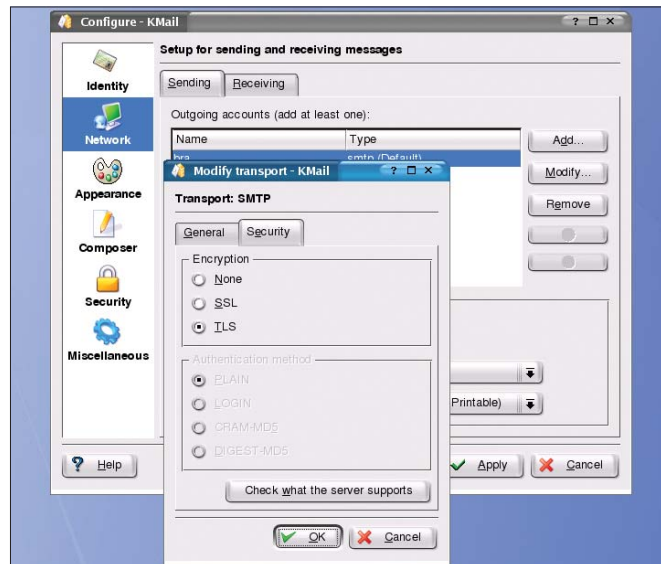 Configure - KMail
Setup for sending and receiving messages
Identity
Network
Appearance
Composer
Security
Miscellaneous
Sending
Receiving
Outgoing accounts (add at least one):
Name
Type
bra
smtp (Default)
Add...
Modify...
Remove
Printable)
Help
Apply
Cancel
Modify transport - KMail
Transport: SMTP
General
Security
Encryption
None
SSL
TLS
Authentication method
PLAIN
LOGIN
CRAM-MD5
DIGEST-MD5
Check what the server supports
OK
Cancel